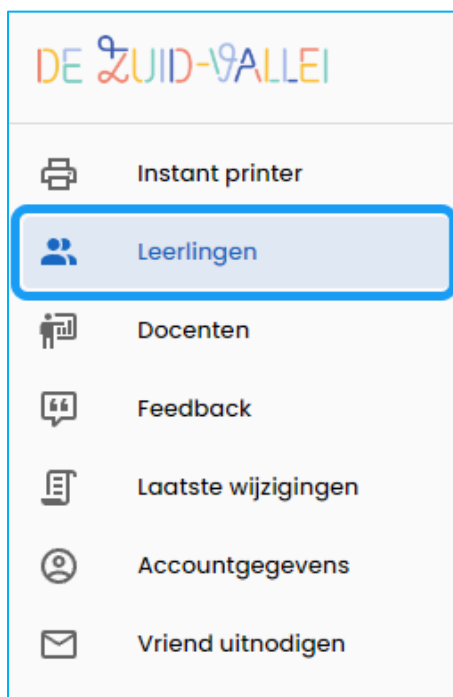 DE ZUID-VALLEI
Instant printer
Leerlingen
Docenten
Feedback
Laatste wijzigingen
Accountgegevens
Vriend uitnodigen